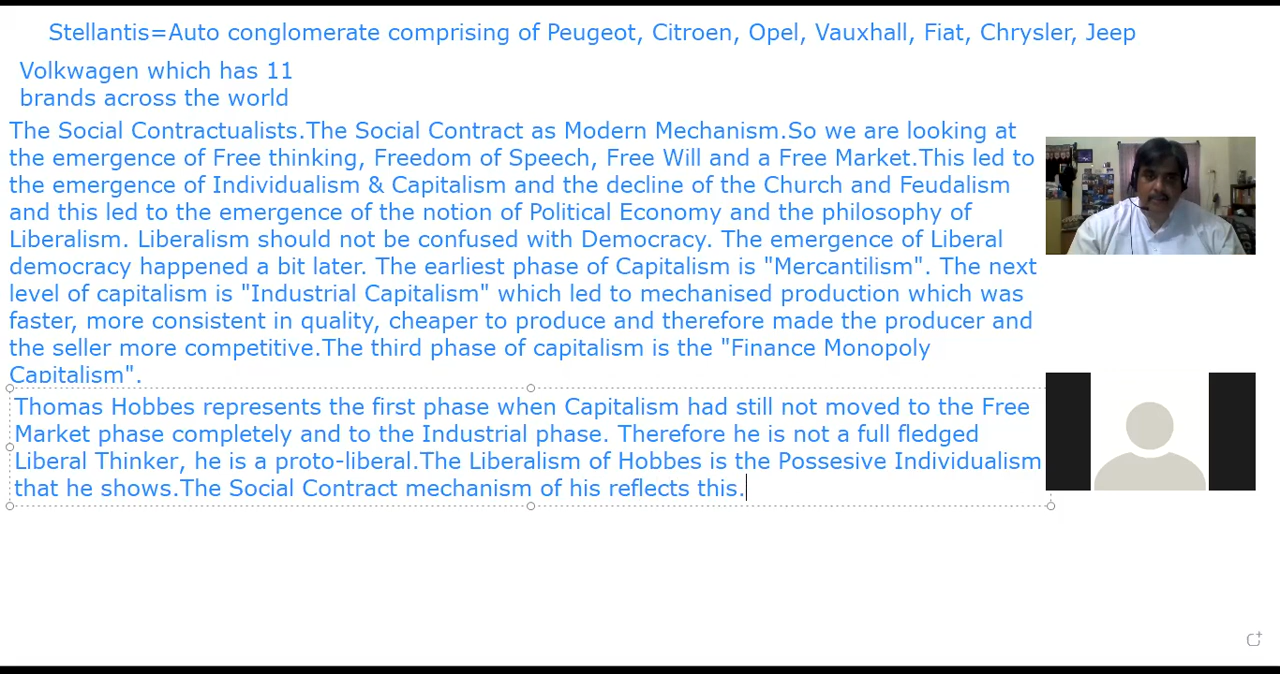 Stellantis=Auto conglomerate comprising of Peugeot, Citroen, Opel, Vauxhall, Fiat, Chrysler, Jeep
Volkwagen which has 11
brands across the world
The Social Contractualists.The Social Contract as Modern Mechanism.So we are looking at
the emergence of Free thinking, Freedom of Speech, Free Will and a Free Market.This led to
the emergence of Individualism & Capitalism and the decline of the Church and Feudalism
and this led to the emergence of the notion of Political Economy and the philosophy of
Liberalism. Liberalism should not be confused with Democracy. The emergence of Liberal
democracy happened a bit later. The earliest phase of Capitalism is "Mercantilism". The next
level of capitalism is "Industrial Capitalism" which led to mechanised production which was
faster, more consistent in quality, cheaper to produce and therefore made the producer and
the seller more competitive.The third phase of capitalism is the "Finance Monopoly
Capitalism".
Thomas Hobbes represents the first phase when Capitalism had still not moved to the Free
Market phase completely and to the Industrial phase. Therefore he is not a full fledged
Liberal Thinker, he is a proto-liberal.The Liberalism of Hobbes is the Possesive Individualism
that he shows.The Social Contract mechanism of his reflects this.